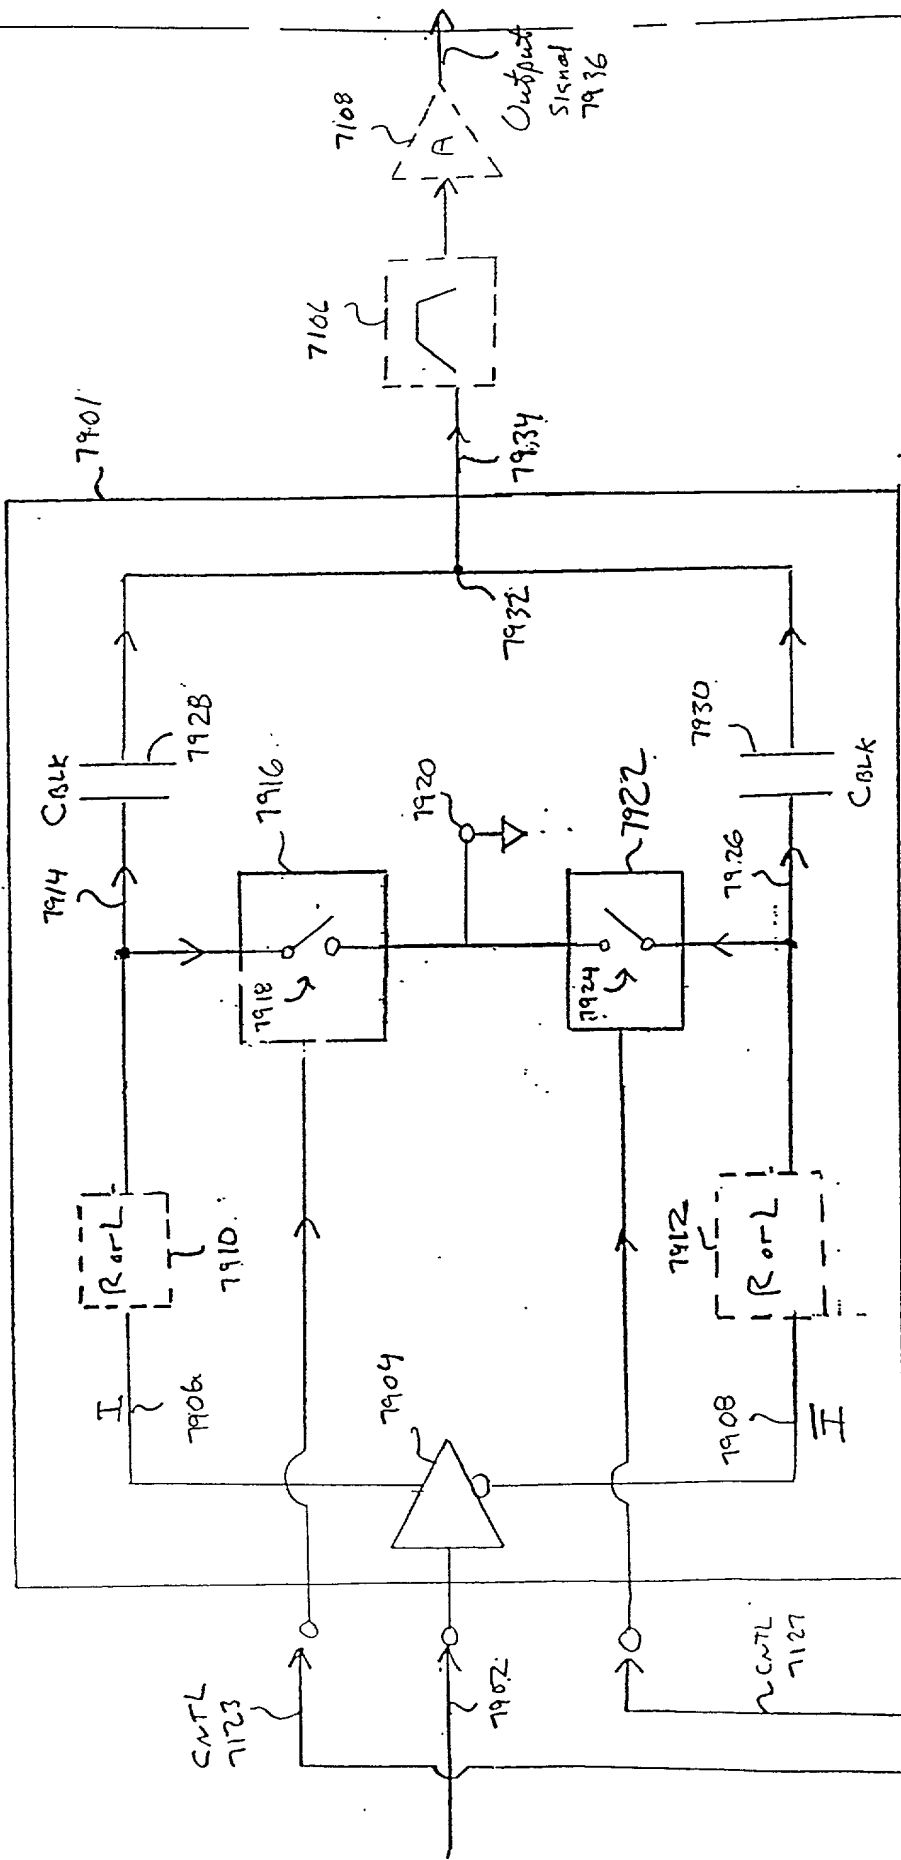 Output
Signal
7936
7108
A
7106
7901
7934
7932
CBLK
7928
7930
CBLK
7914
7916
7920
7922
7926
7918
7924
R or L
7910
7912
R or L
I
7906a
7904
7908
I
CNTL
7123
7902
CNTL
7127